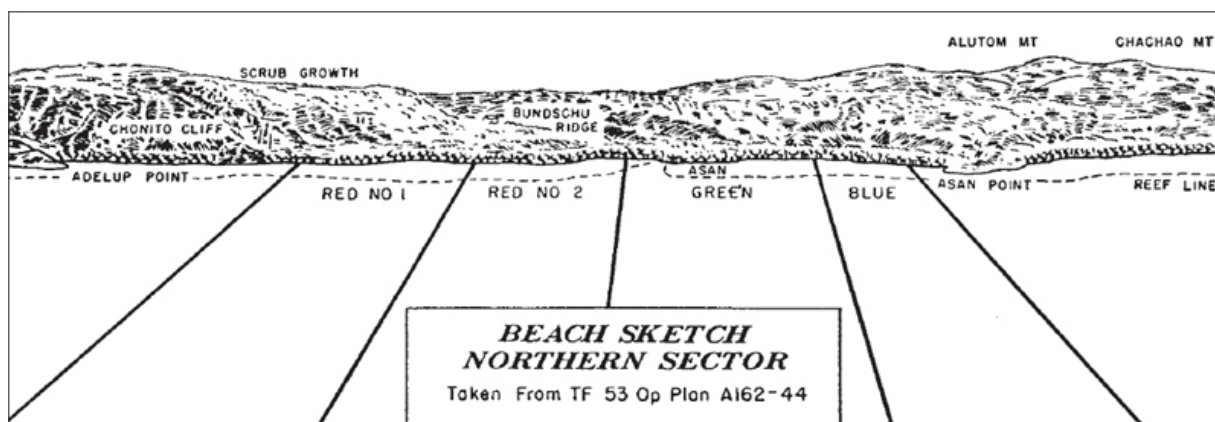 ALUTOM MT
CHACHAO MT
SCRUB GROWTH
BUNDSCHU
RIDGE
CHONITO CLIFF
ADELUP POINT
RED NO 1
RED NO 2
ASAN
GREEN
BLUE
ASAN POINT
REEF LINE
BEACH SKETCH
NORTHERN SECTOR
Taken From TF 53 Op Plan A162-44